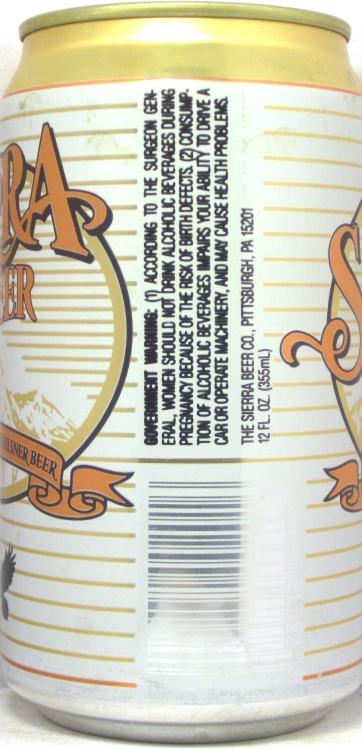 RA
ER
PILSNER BEER
GOVERNMENT WARNING: (1) ACCORDING TO THE SURGEON GEN-
ERAL, WOMEN SHOULD NOT DRINK ALCOHOLIC BEVERAGES DURING
PREGNANCY BECAUSE OF THE RISK OF BIRTH DEFECTS. (2) CONSUMP-
TION OF ALCOHOLIC BEVERAGES IMPAIRS YOUR ABILITY TO DRIVE A
CAR OR OPERATE MACHINERY, AND MAY CAUSE HEALTH PROBLEMS.
THE SIERRA BEER CO., PITTSBURGH, PA 15201
12 FL. OZ. (355mL)
S